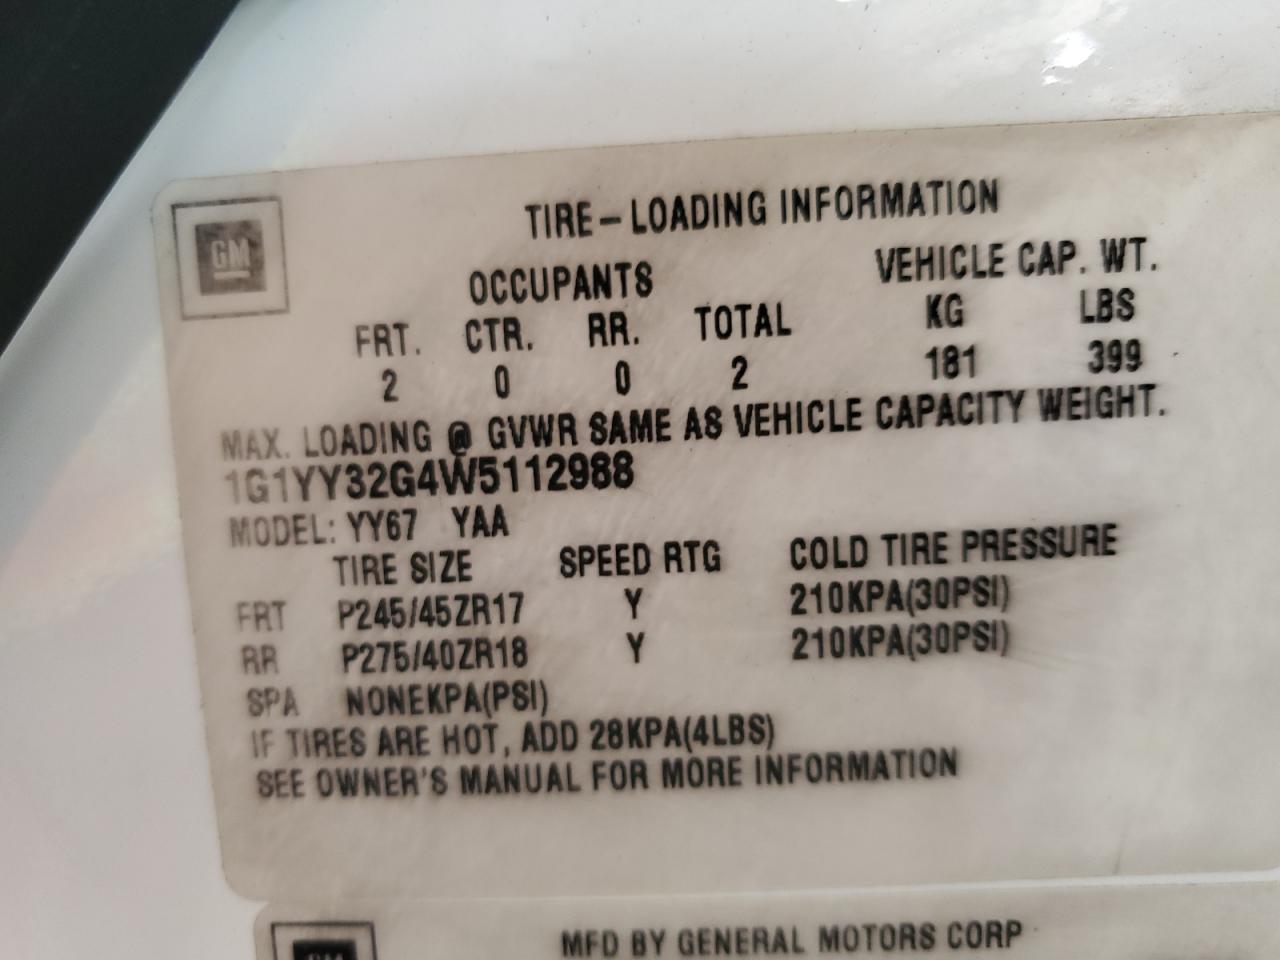 GM
TIRE-LOADING INFORMATION
OCCUPANTS VEHICLE CAP. WT.
FRT. CTR. RR. TOTAL KG LBS
2 0 0 2 181 399
MAX. LOADING @ GVWR SAME AS VEHICLE CAPACITY WEIGHT.
1G1YY32G4W5112988
MODEL: YY67 YAA
TIRE SIZE SPEED RTG COLD TIRE PRESSURE
FRT P245/45ZR17 Y 210KPA(30PSI)
RR P275/40ZR18 Y 210KPA(30PSI)
SPA NONEKPA(PSI)
IF TIRES ARE HOT, ADD 28KPA(4LBS)
SEE OWNER'S MANUAL FOR MORE INFORMATION
GM MFD BY GENERAL MOTORS CORP